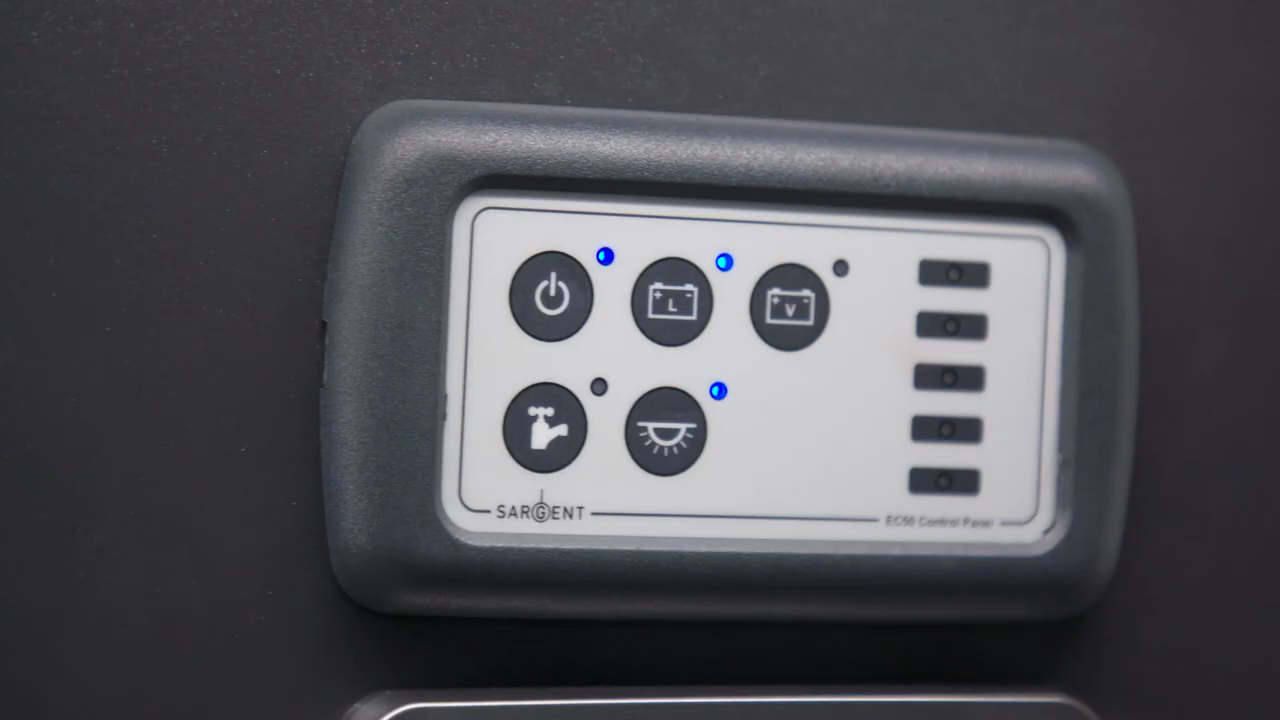 + -
L
+ -
V
SARGENT
EC50 Control Panel